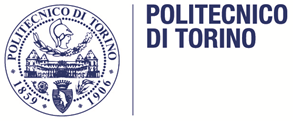 POLITECNICO DI TORINO
1859
1906
POLITECNICO
DI TORINO